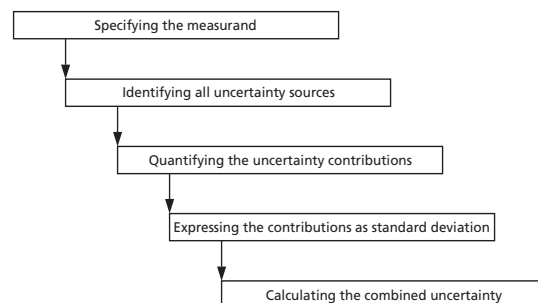 Specifying the measurand
Identifying all uncertainty sources
Quantifying the uncertainty contributions
Expressing the contributions as standard deviation
Calculating the combined uncertainty